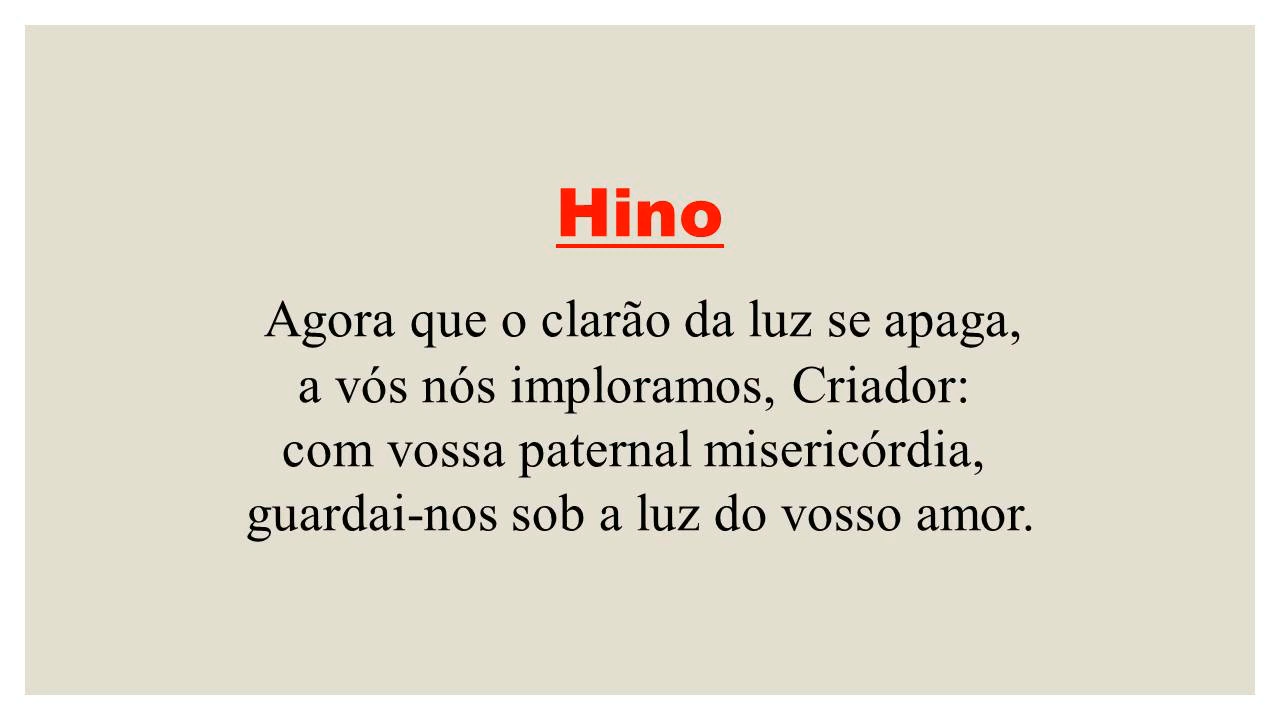 Hino
Agora que o clarão da luz se apaga,
a vós nós imploramos, Criador:
com vossa paternal misericórdia,
guardai-nos sob a luz do vosso amor.